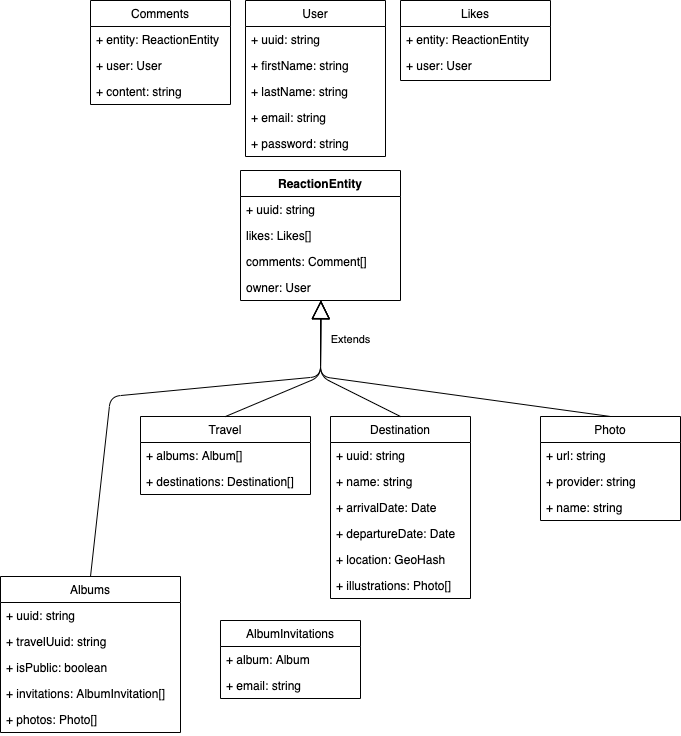 Comments
+ entity: ReactionEntity
+ user: User
+ content: string
User
+ uuid: string
+ firstName: string
+ lastName: string
+ email: string
+ password: string
Likes
+ entity: ReactionEntity
+ user: User
ReactionEntity
+ uuid: string
likes: Likes[]
comments: Comment[]
owner: User
Extends
Travel
+ albums: Album[]
+ destinations: Destination[]
Destination
+ uuid: string
+ name: string
+ arrivalDate: Date
+ departureDate: Date
+ location: GeoHash
+ illustrations: Photo[]
Photo
+ url: string
+ provider: string
+ name: string
Albums
+ uuid: string
+ travelUuid: string
+ isPublic: boolean
+ invitations: AlbumInvitation[]
+ photos: Photo[]
AlbumInvitations
+ album: Album
+ email: string